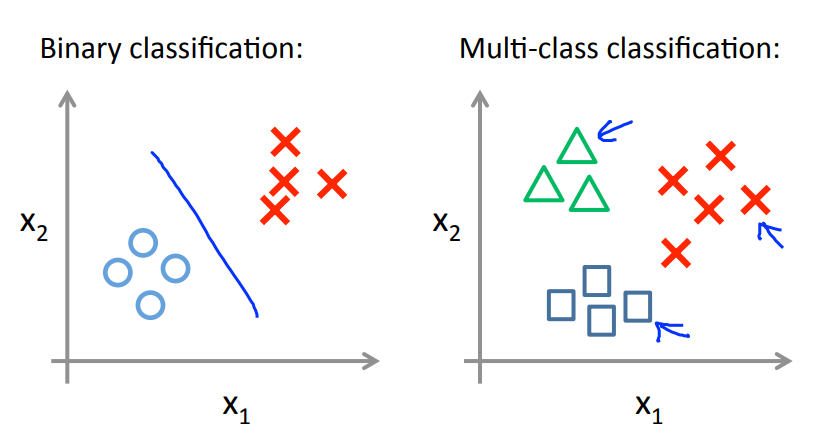 Binary classification:
Multi-class classification:
x₂
x₁
x₂
x₁